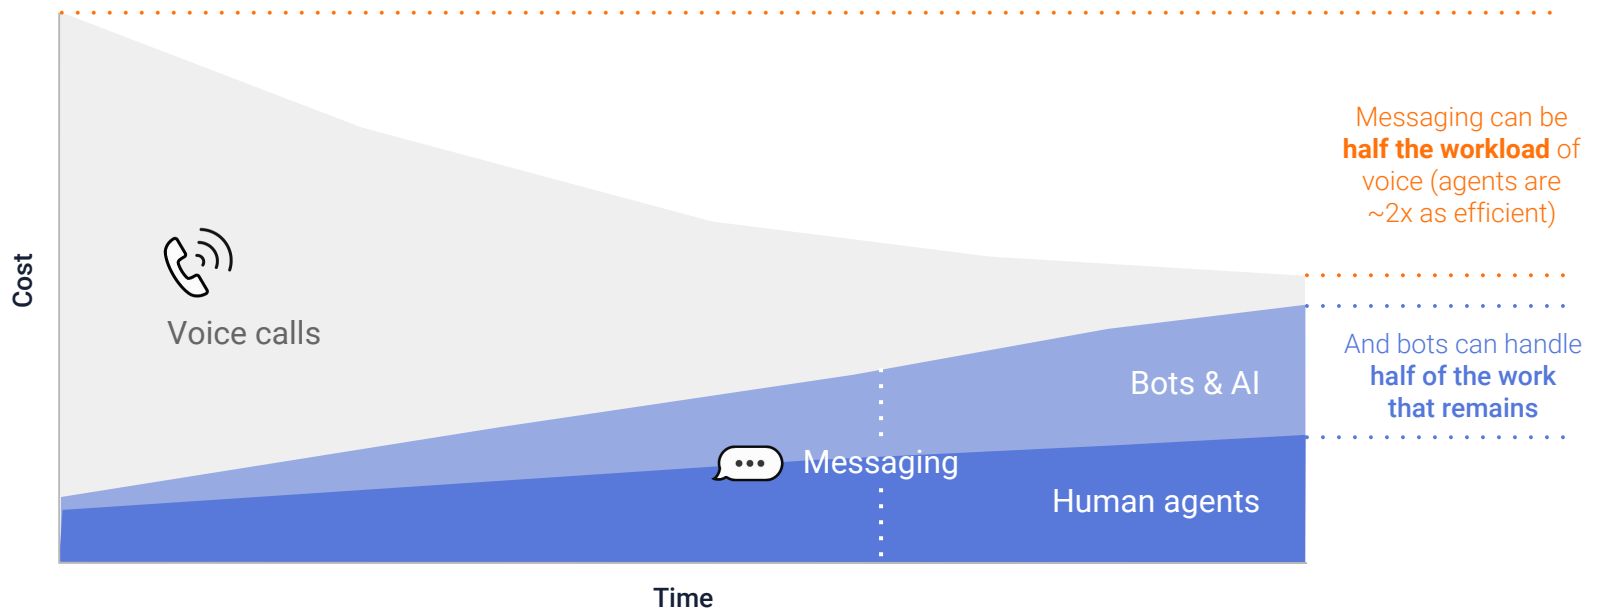 Messaging can be
half the workload of
voice (agents are
~2x as efficient)
Cost
Voice calls
And bots can handle
half of the work
that remains
Bots & AI
Messaging
Human agents
Time